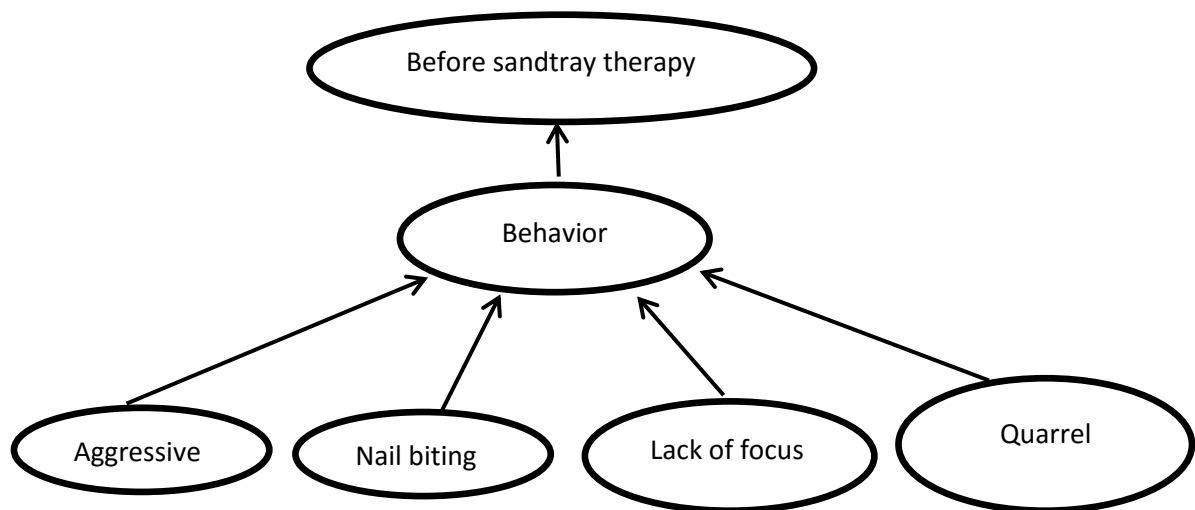 Before sandtray therapy
Behavior
Aggressive
Nail biting
Lack of focus
Quarrel